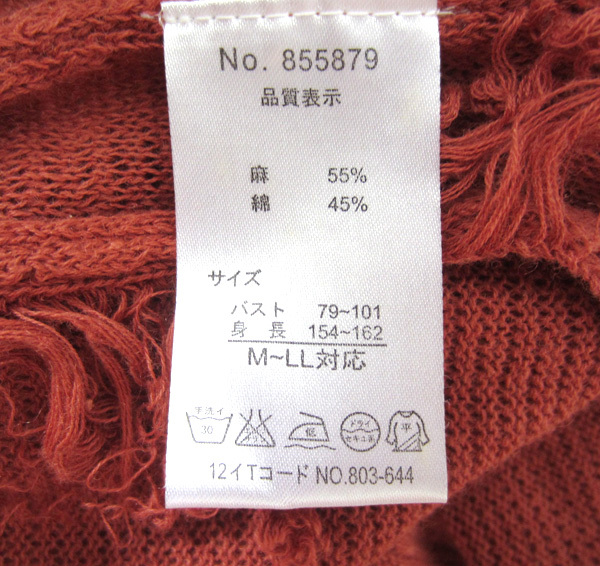 No. 855879
品質表示
麻 55%
綿 45%
サイズ
バスト 79~101
身長 154~162
M~LL対応
手洗イ 30 低 ドライ セキユ系 平
12イTコード NO.803-644